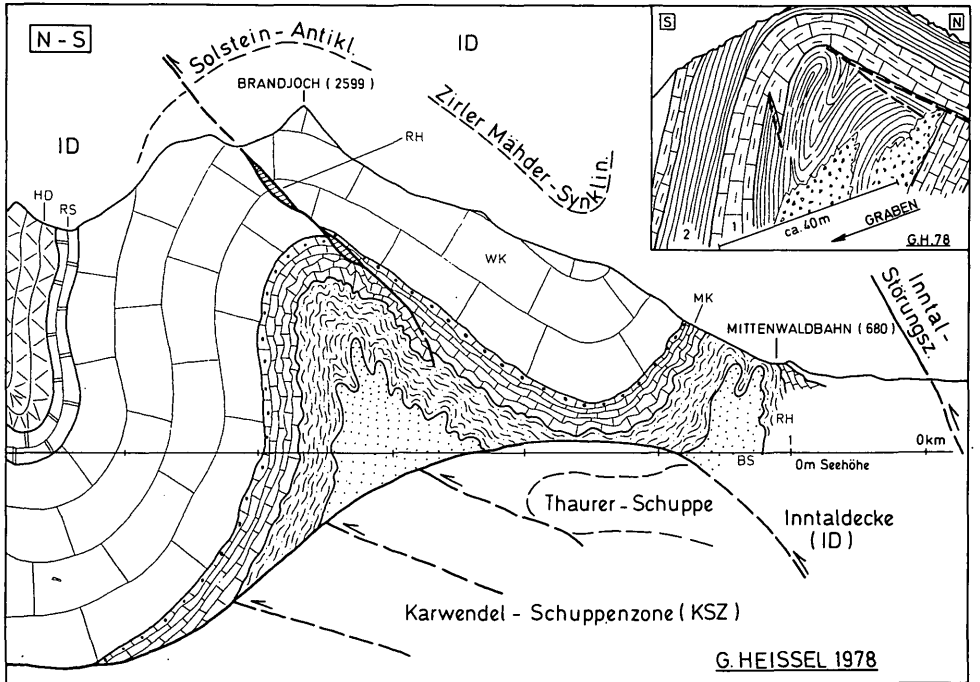 N-S
Solstein-Antikl.
BRANDJOCH (2599)
ID
ID
RH
Zirler Mähder-Synklin.
HD
RS
WK
MK
MITTENWALDBAHN (680)
Inntal-
Störungsz.
RH
BS
1
0km
0m Seehöhe
Thaurer-Schuppe
Inntaldecke
(ID)
Karwendel-Schuppenzone (KSZ)
G. HEISSEL 1978
S
N
2
1
ca. 40m
GRABEN
G.H.78